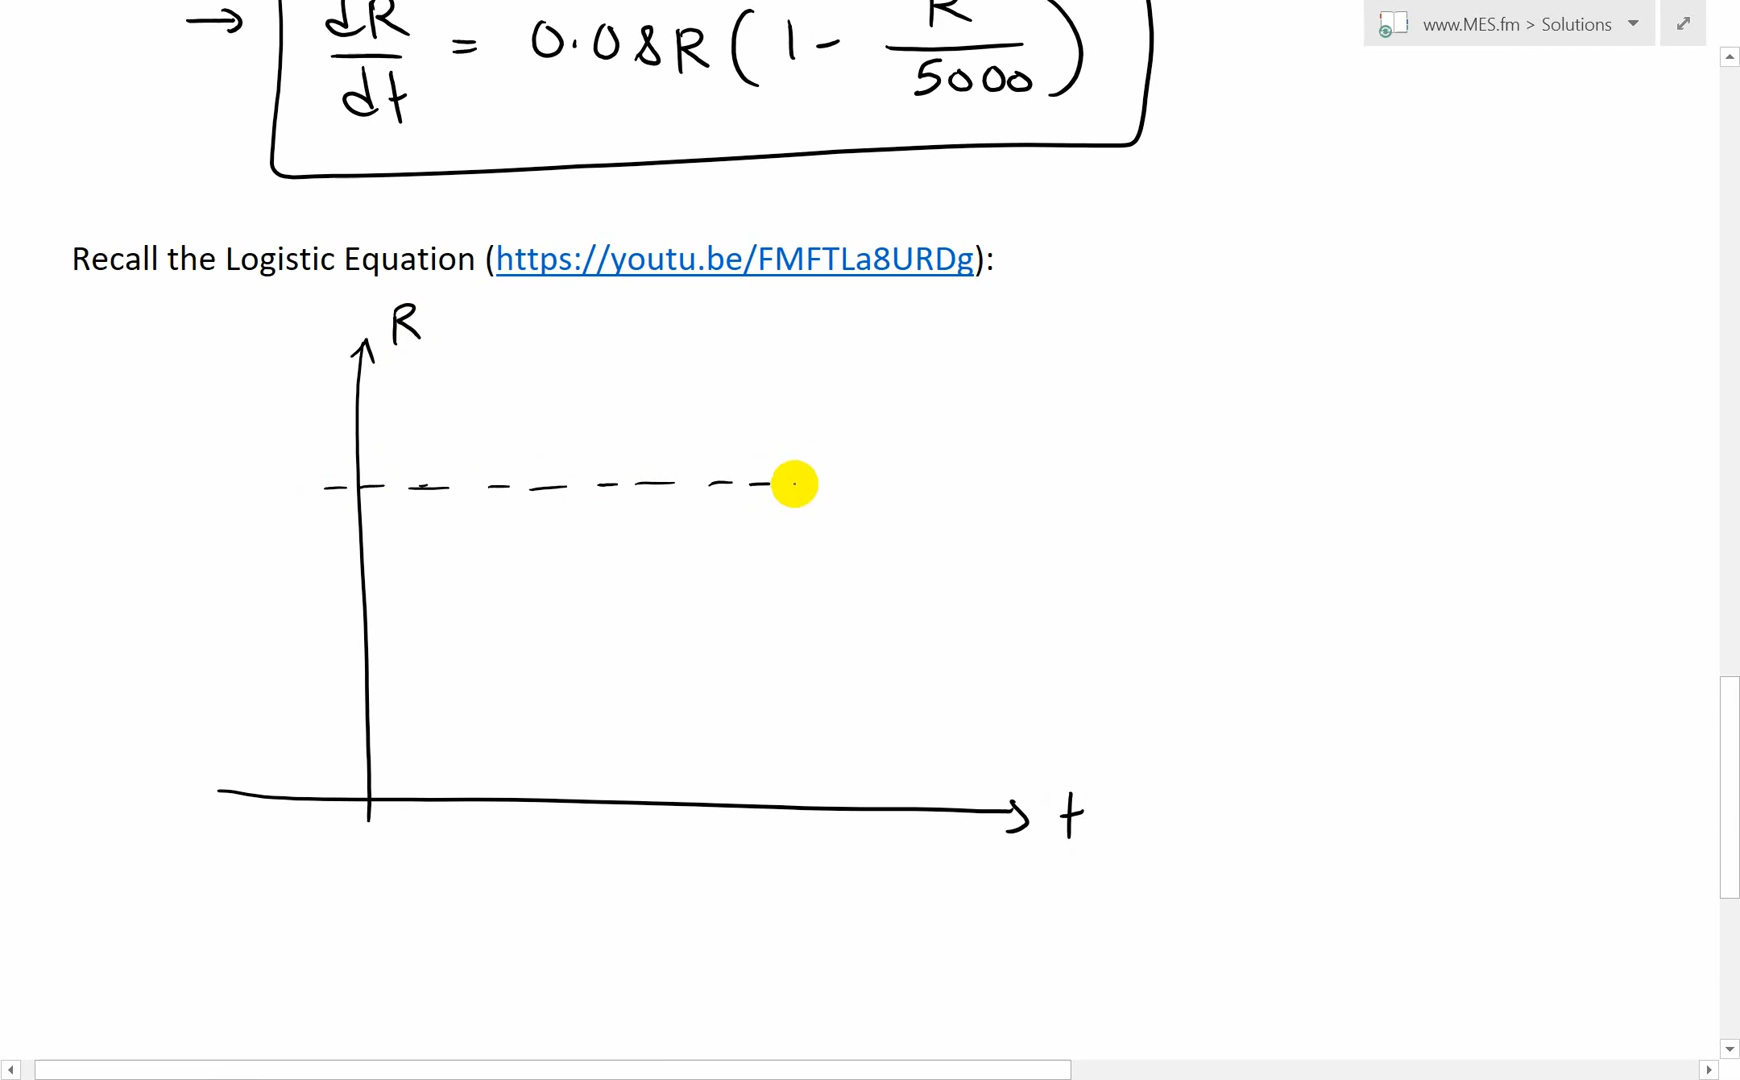 www.MES.fm > Solutions
→ dR/dt = 0.08R(1 - R/5000)
Recall the Logistic Equation (https://youtu.be/FMFTLa8URDg):
R
t